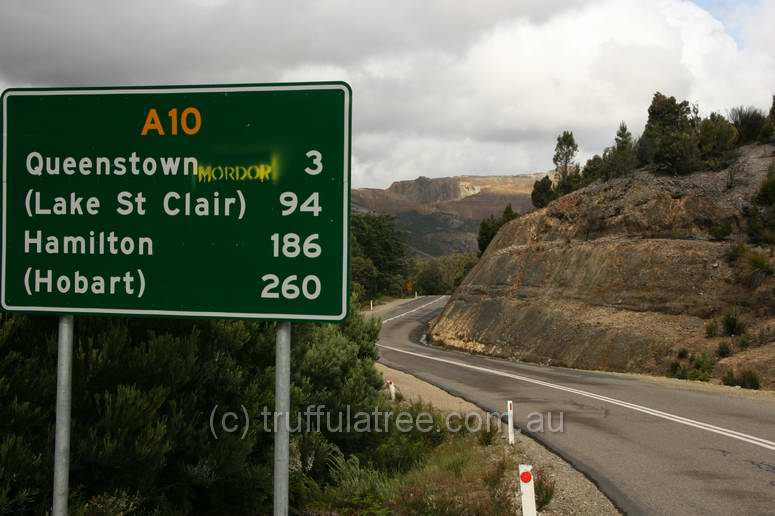 A10
Queenstown MORDOR 3
(Lake St Clair) 94
Hamilton 186
(Hobart) 260
(c) truffulatree.com.au